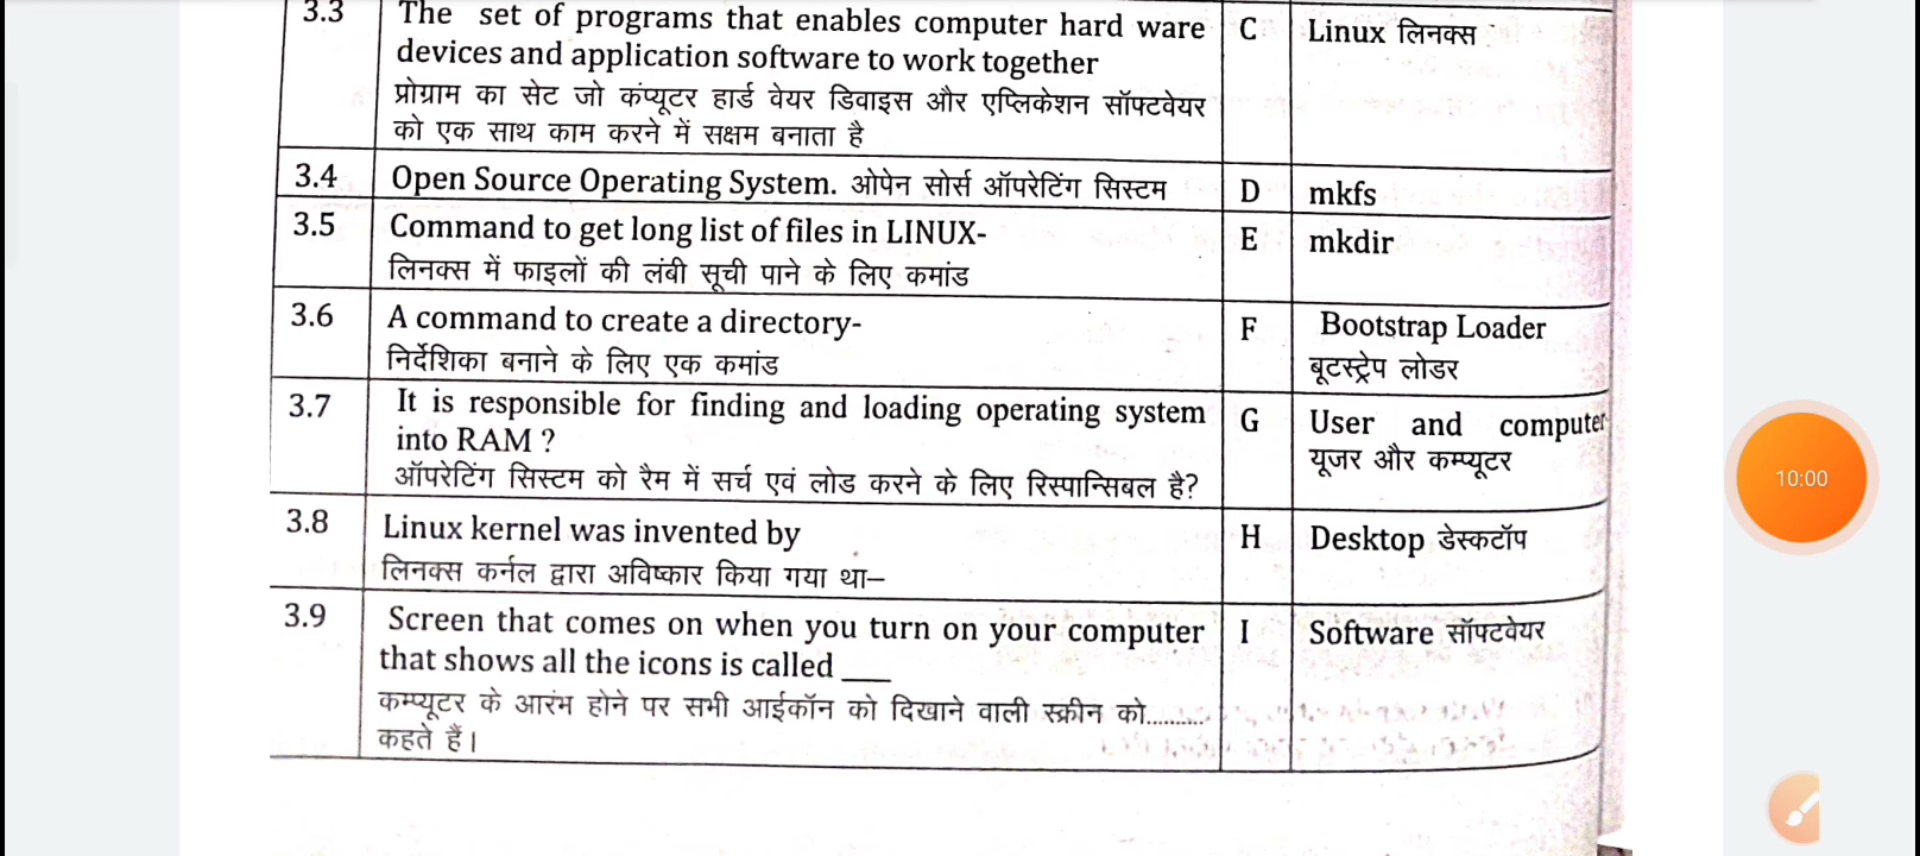 3.3 The set of programs that enables computer hard ware C Linux लिनक्स
devices and application software to work together
प्रोग्राम का सेट जो कंप्यूटर हार्ड वेयर डिवाइस और एप्लिकेशन सॉफ्टवेयर
को एक साथ काम करने में सक्षम बनाता है
3.4 Open Source Operating System. ओपेन सोर्स ऑपरेटिंग सिस्टम D mkfs
3.5 Command to get long list of files in LINUX- E mkdir
लिनक्स में फाइलों की लंबी सूची पाने के लिए कमांड
3.6 A command to create a directory- F Bootstrap Loader
निर्देशिका बनाने के लिए एक कमांड बूटस्ट्रेप लोडर
3.7 It is responsible for finding and loading operating system G User and computer
into RAM ? यूजर और कम्प्यूटर
ऑपरेटिंग सिस्टम को रैम में सर्च एवं लोड करने के लिए रिस्पान्सिबल है?
3.8 Linux kernel was invented by H Desktop डेस्कटॉप
लिनक्स कर्नल द्वारा अविष्कार किया गया था–
3.9 Screen that comes on when you turn on your computer I Software सॉफ्टवेयर
that shows all the icons is called ___
कम्प्यूटर के आरंभ होने पर सभी आईकॉन को दिखाने वाली स्क्रीन को..........
कहते हैं।
10:00